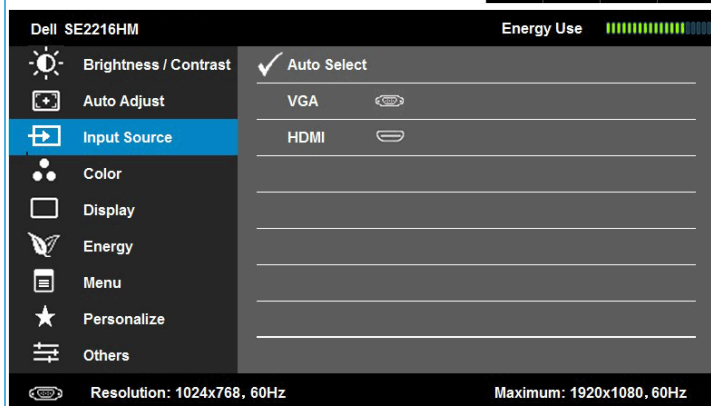 Dell SE2216HM Energy Use
Brightness / Contrast Auto Select
Auto Adjust VGA
Input Source HDMI
Color
Display
Energy
Menu
Personalize
Others
Resolution: 1024x768, 60Hz Maximum: 1920x1080, 60Hz